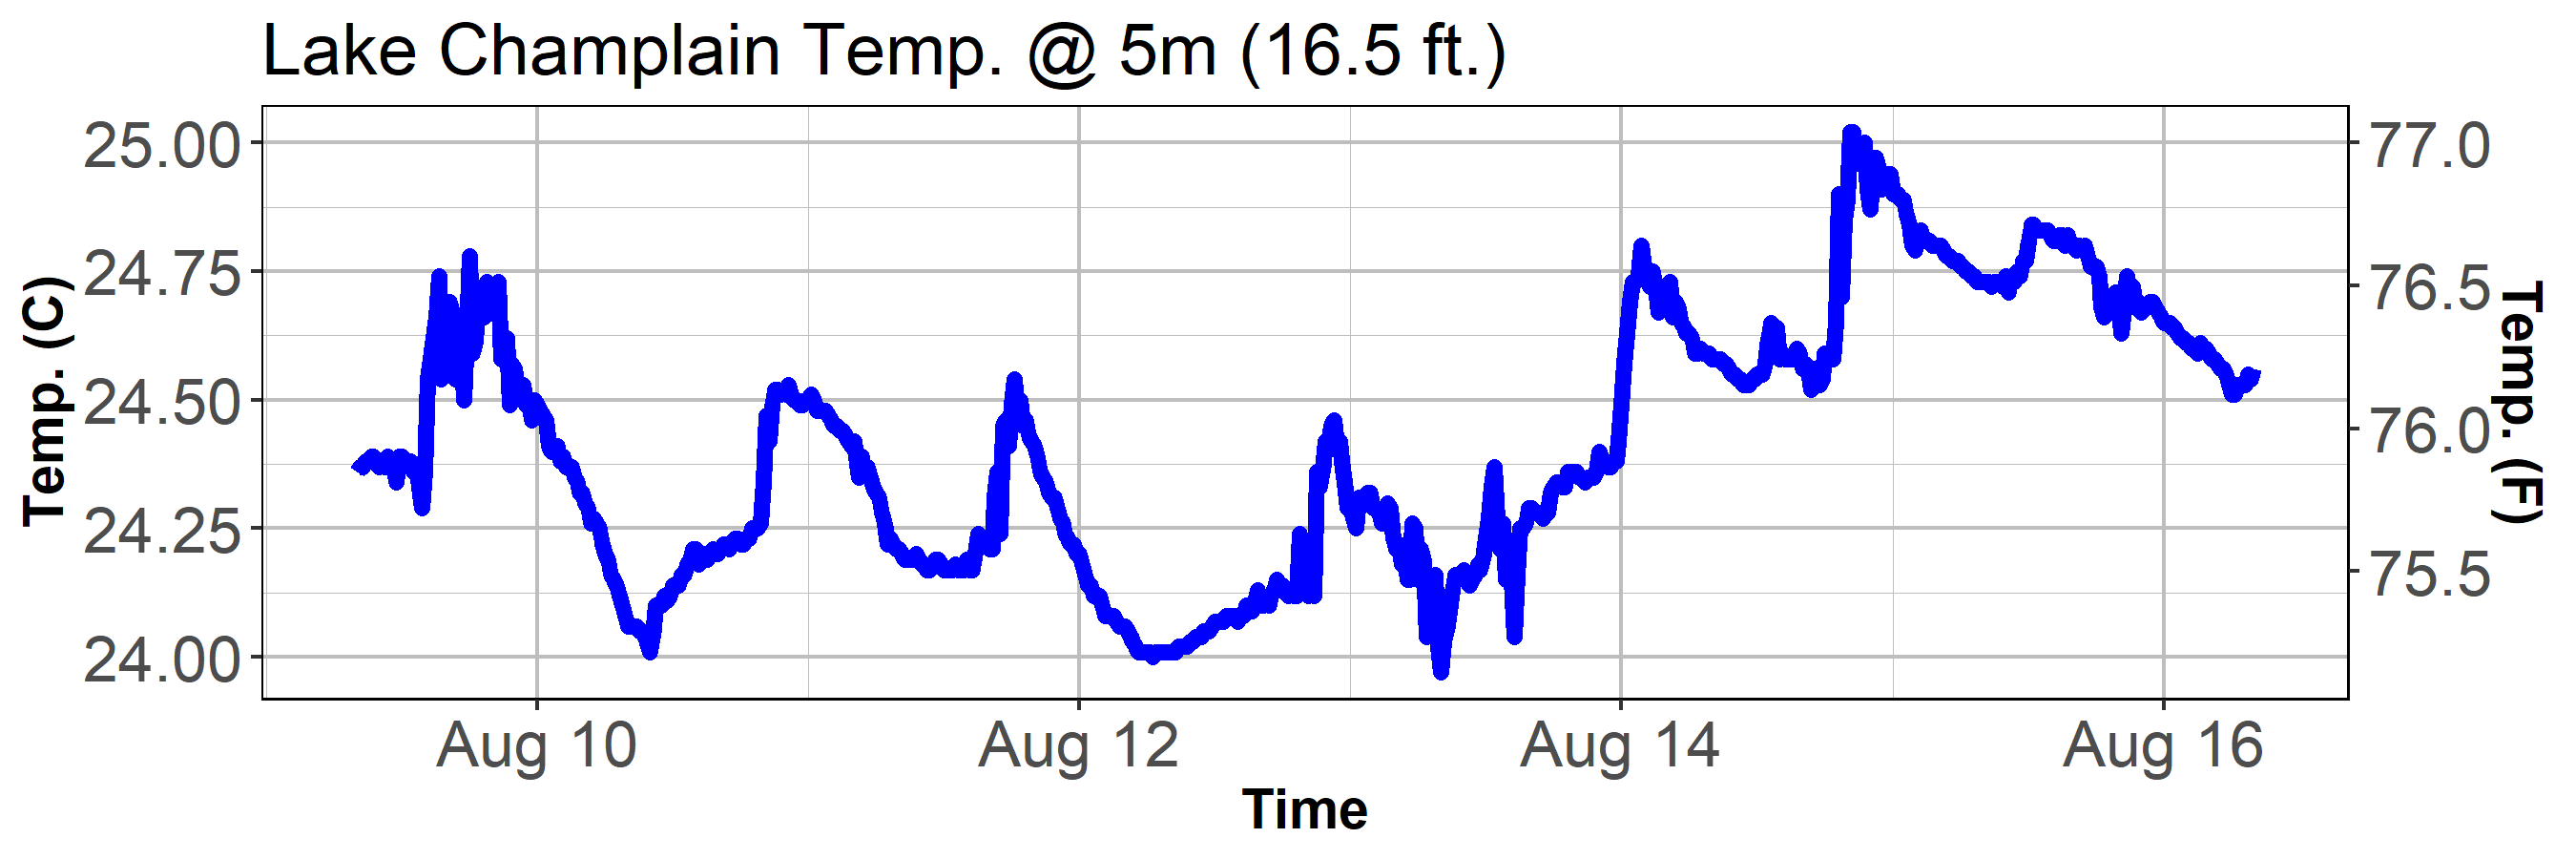 Lake Champlain Temp. @ 5m (16.5 ft.)
25.00
24.75
24.50
24.25
24.00
Temp. (C)
77.0
76.5
76.0
75.5
Temp. (F)
Aug 10 Aug 12 Aug 14 Aug 16
Time